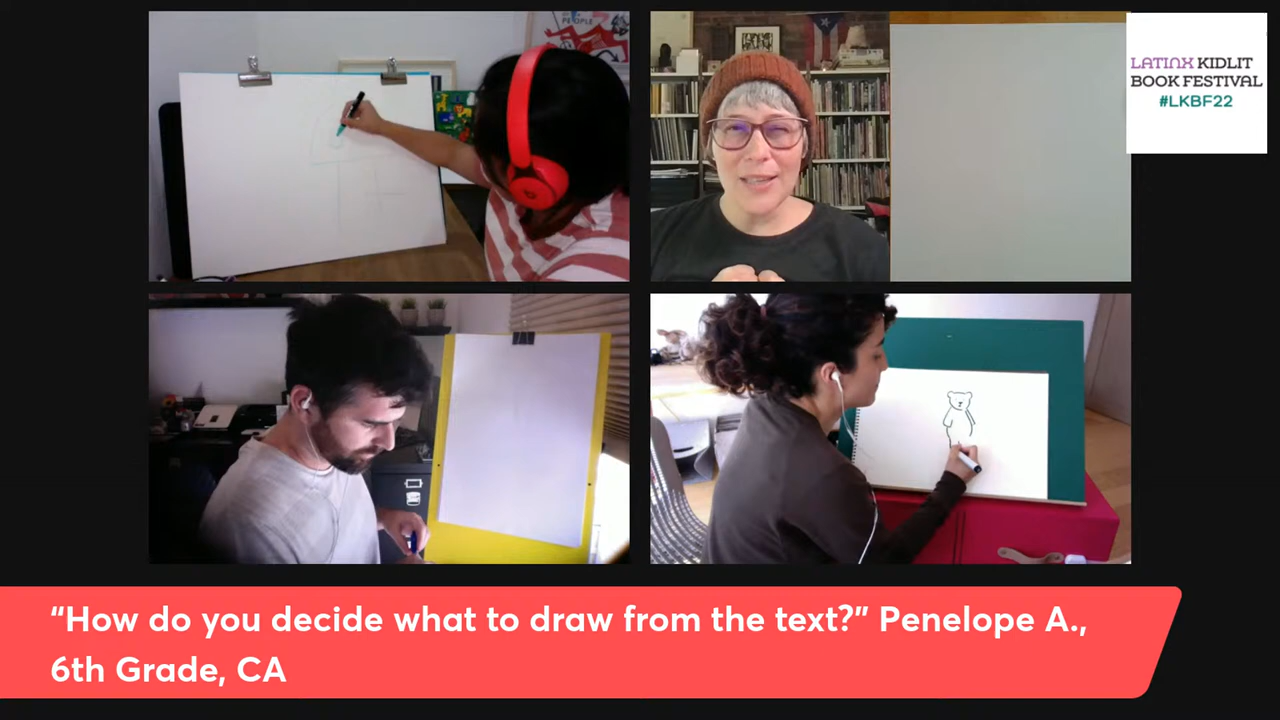 PEOPLE
LATINX KIDLIT
BOOK FESTIVAL
#LKBF22
“How do you decide what to draw from the text?” Penelope A.,
6th Grade, CA